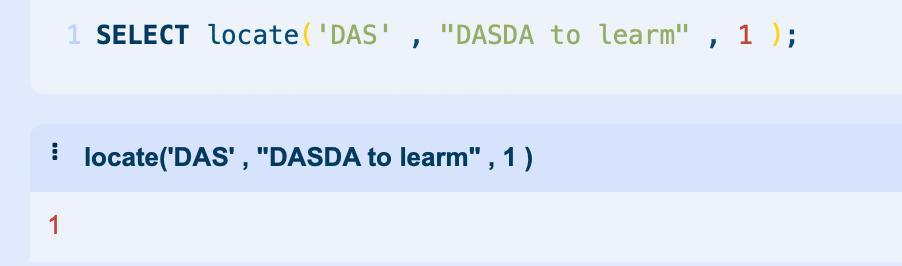 1 SELECT locate('DAS' , "DASDA to learm" , 1 );
locate('DAS' , "DASDA to learm" , 1 )
1